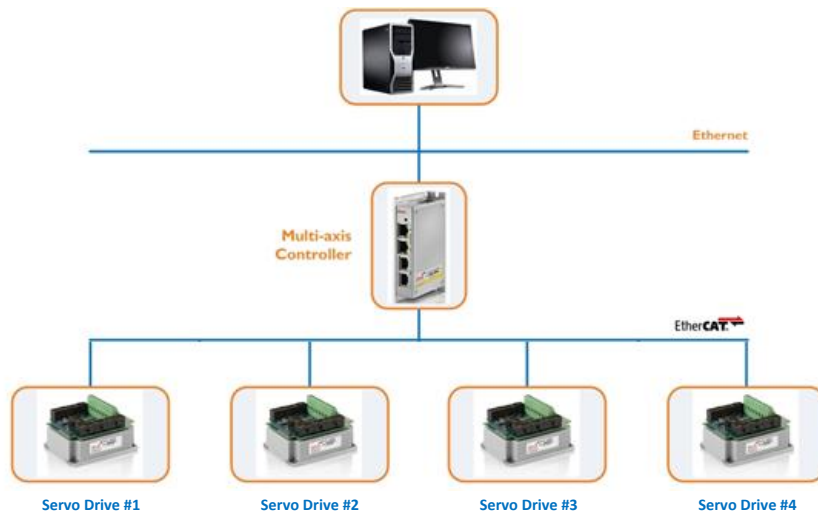 Ethernet
Multi-axis
Controller
EtherCAT
Servo Drive #1
Servo Drive #2
Servo Drive #3
Servo Drive #4